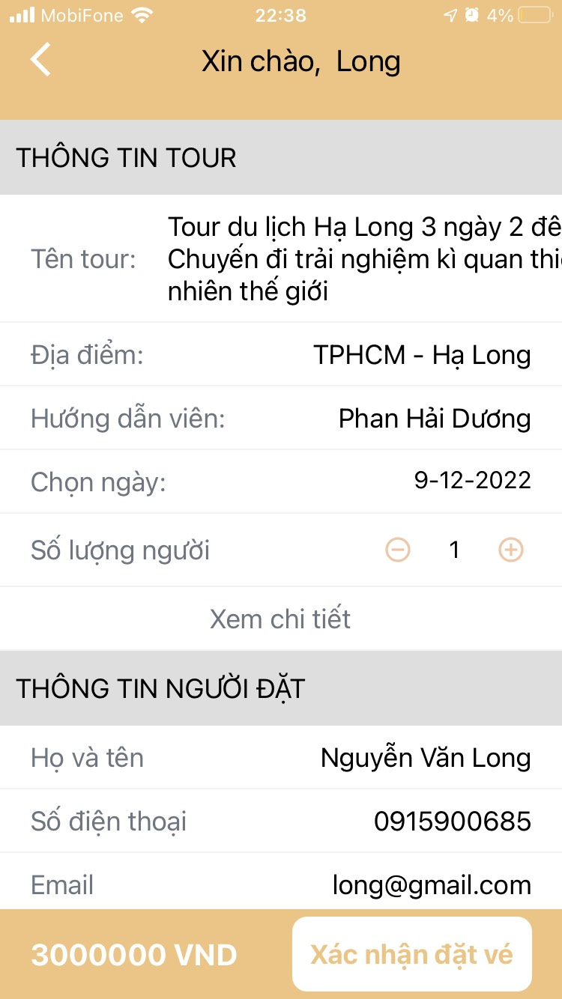 MobiFone 22:38 4%
Xin chào, Long
THÔNG TIN TOUR
Tên tour:
Tour du lịch Hạ Long 3 ngày 2 đê
Chuyến đi trải nghiệm kì quan thi
nhiên thế giới
Địa điểm: TPHCM - Hạ Long
Hướng dẫn viên: Phan Hải Dương
Chọn ngày: 9-12-2022
Số lượng người 1
Xem chi tiết
THÔNG TIN NGƯỜI ĐẶT
Họ và tên Nguyễn Văn Long
Số điện thoại 0915900685
Email long@gmail.com
3000000 VND Xác nhận đặt vé